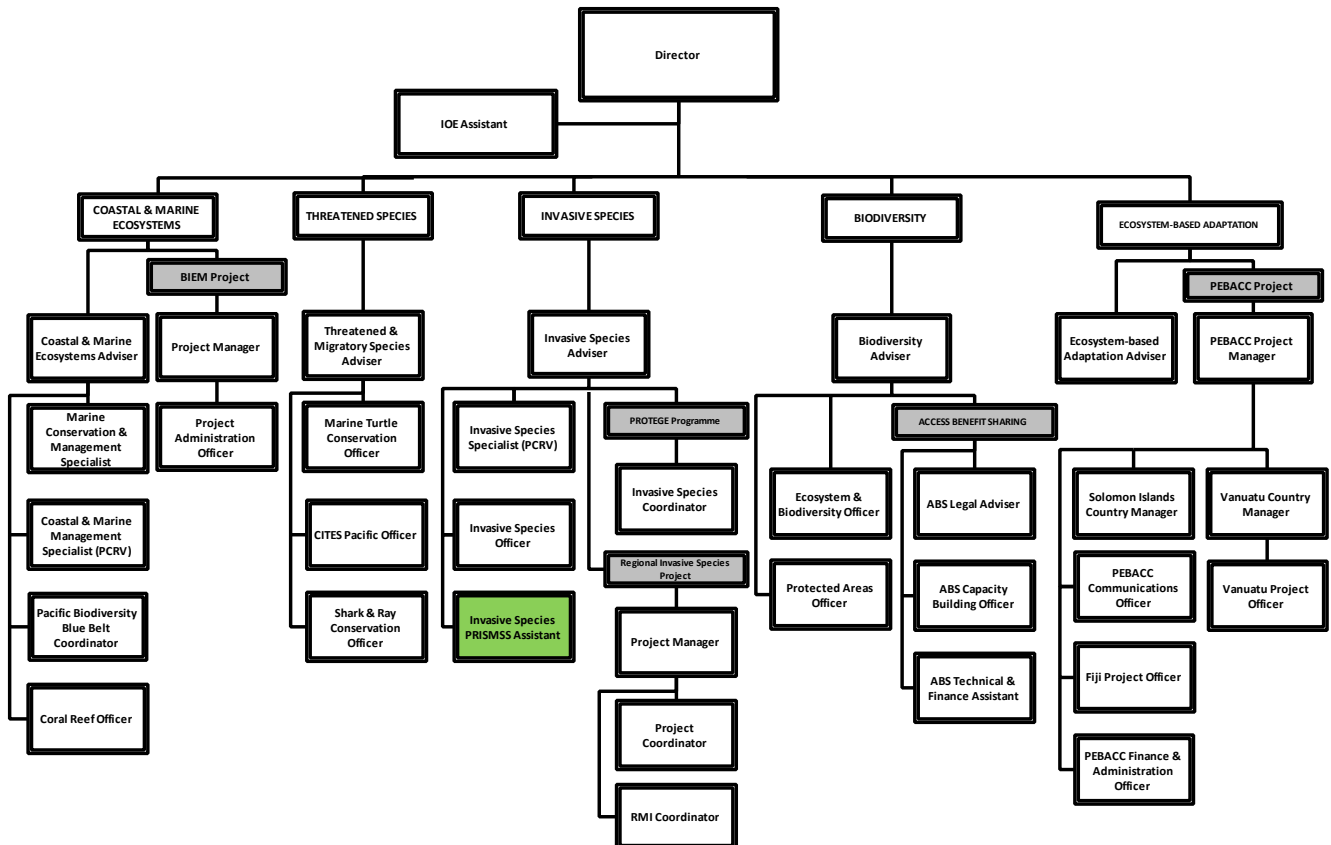 Director
IOE Assistant
COASTAL & MARINE
ECOSYSTEMS
THREATENED SPECIES
INVASIVE SPECIES
BIODIVERSITY
ECOSYSTEM-BASED ADAPTATION
BIEM Project
PEBACC Project
Coastal & Marine
Ecosystems Adviser
Project Manager
Threatened &
Migratory Species
Adviser
Invasive Species
Adviser
Biodiversity
Adviser
Ecosystem-based
Adaptation Adviser
PEBACC Project
Manager
Marine
Conservation &
Management
Specialist
Project
Administration
Officer
Marine Turtle
Conservation
Officer
Invasive Species
Specialist (PCRV)
PROTEGE Programme
ACCESS BENEFIT SHARING
Invasive Species
Coordinator
Ecosystem &
Biodiversity Officer
ABS Legal Adviser
Solomon Islands
Country Manager
Vanuatu Country
Manager
Coastal & Marine
Management
Specialist (PCRV)
CITES Pacific Officer
Invasive Species
Officer
Regional Invasive Species
Project
Protected Areas
Officer
ABS Capacity
Building Officer
PEBACC
Communications
Officer
Vanuatu Project
Officer
Pacific Biodiversity
Blue Belt
Coordinator
Shark & Ray
Conservation
Officer
Invasive Species
PRISMSS Assistant
Project Manager
ABS Technical &
Finance Assistant
Fiji Project Officer
Coral Reef Officer
Project
Coordinator
PEBACC Finance &
Administration
Officer
RMI Coordinator